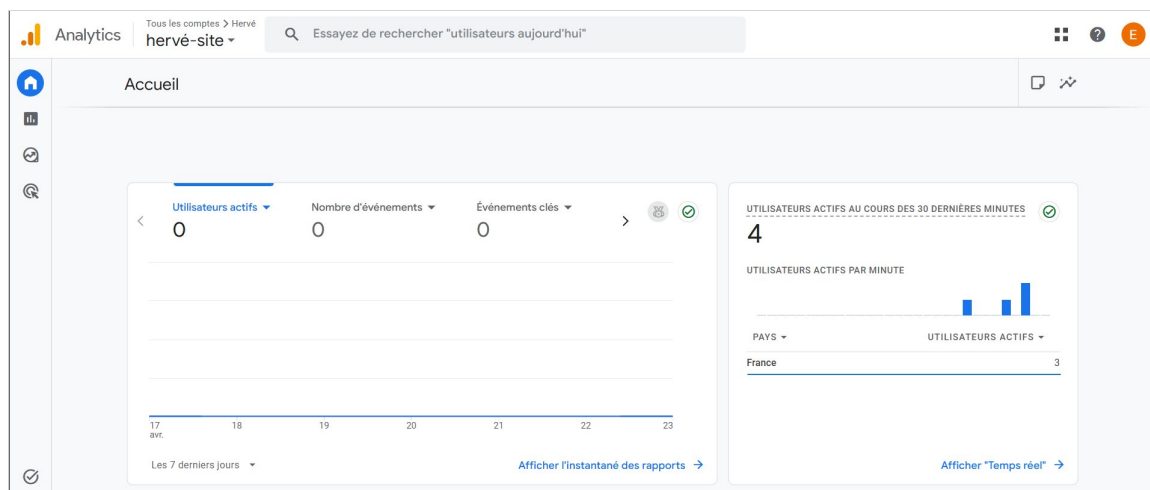 Analytics
Tous les comptes > Hervé
hervé-site
Essayez de rechercher "utilisateurs aujourd'hui"
E
Accueil
Utilisateurs actifs
0
Nombre d'événements
0
Événements clés
0
17
avr.
18
19
20
21
22
23
Les 7 derniers jours
Afficher l'instantané des rapports
UTILISATEURS ACTIFS AU COURS DES 30 DERNIÈRES MINUTES
4
UTILISATEURS ACTIFS PAR MINUTE
PAYS
UTILISATEURS ACTIFS
France 3
Afficher "Temps réel"